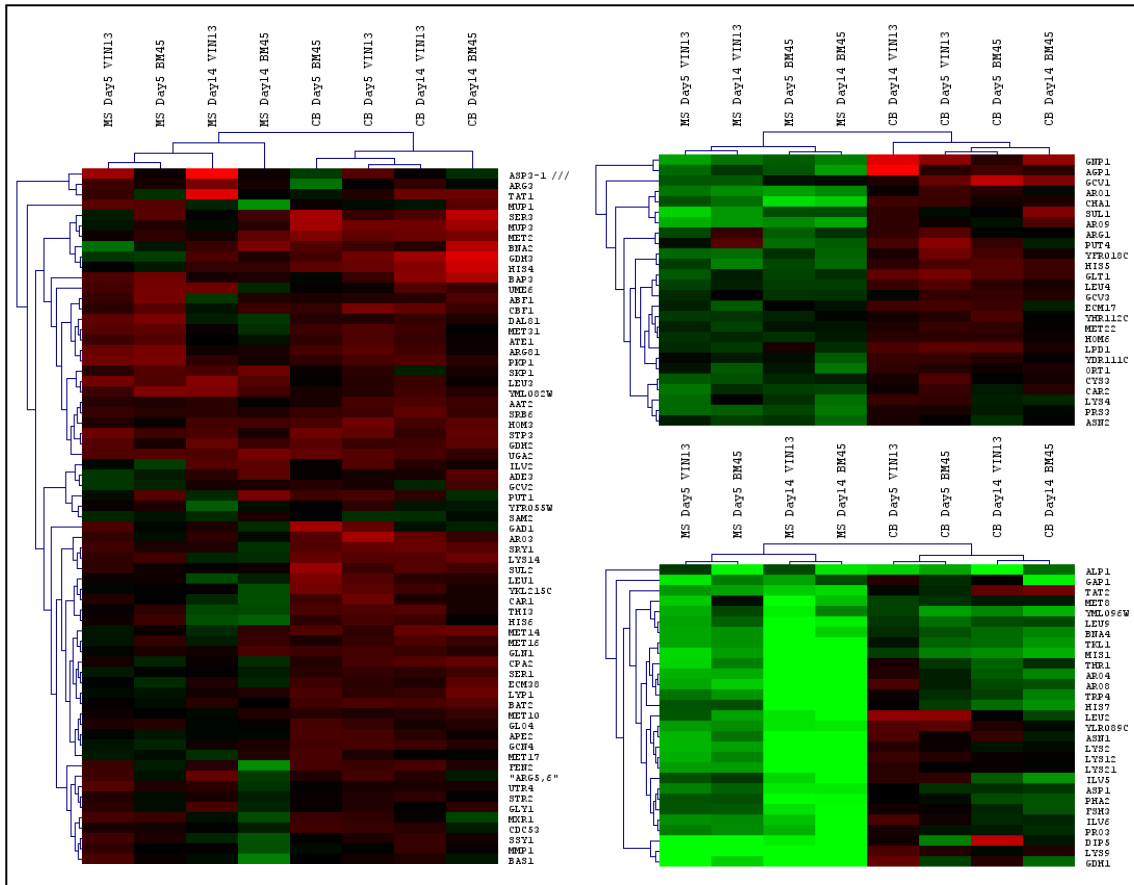 MS Day5 VIN13
MS Day5 BM45
MS Day14 VIN13
MS Day14 BM45
CB Day5 BM45
CB Day5 VIN13
CB Day14 VIN13
CB Day14 BM45
ASP3-1 ///
ARG3
TAT1
MUP1
SER3
MUP3
MET2
BNA2
GDH3
HIS4
BAP3
UME6
ABF1
CBF1
DAL81
MET31
ATE1
ARG81
PKP1
SKP1
LEU3
YML082W
AAT2
SRB6
HOM3
STP3
GDH2
UGA2
ILV2
ADE3
GCV2
PUT1
YFR055W
SAM2
GAD1
ARO3
SRY1
LYS14
SUL2
LEU1
YKL215C
CAR1
THI3
HIS6
MET14
MET16
GLN1
CPA2
SER1
ECM38
LYP1
BAT2
MET10
GLO4
APE2
GCN4
MET17
FEN2
"ARG5,6"
UTR4
STR2
GLY1
MXR1
CDC53
SSY1
MMP1
BAS1
MS Day5 VIN13
MS Day14 VIN13
MS Day5 BM45
MS Day14 BM45
CB Day14 VIN13
CB Day5 VIN13
CB Day5 BM45
CB Day14 BM45
GNP1
AGP1
GCV1
ARO1
CHA1
SUL1
ARO9
ARG1
PUT4
YFR018C
HIS5
GLT1
LEU4
GCV3
ECM17
YHR112C
MET22
HOM6
LPD1
YDR111C
ORT1
CYS3
CAR2
LYS4
PRS3
ASN2
MS Day5 VIN13
MS Day5 BM45
MS Day14 VIN13
MS Day14 BM45
CB Day5 VIN13
CB Day5 BM45
CB Day14 VIN13
CB Day14 BM45
ALP1
GAP1
TAT2
MET8
YML096W
LEU9
BNA4
TKL1
MIS1
THR1
ARO4
ARO8
TRP4
HIS7
LEU2
YLR089C
ASN1
LYS2
LYS12
LYS21
ILV5
ASP1
PHA2
FSH3
ILV6
PRO3
DIP5
LYS9
GDH1